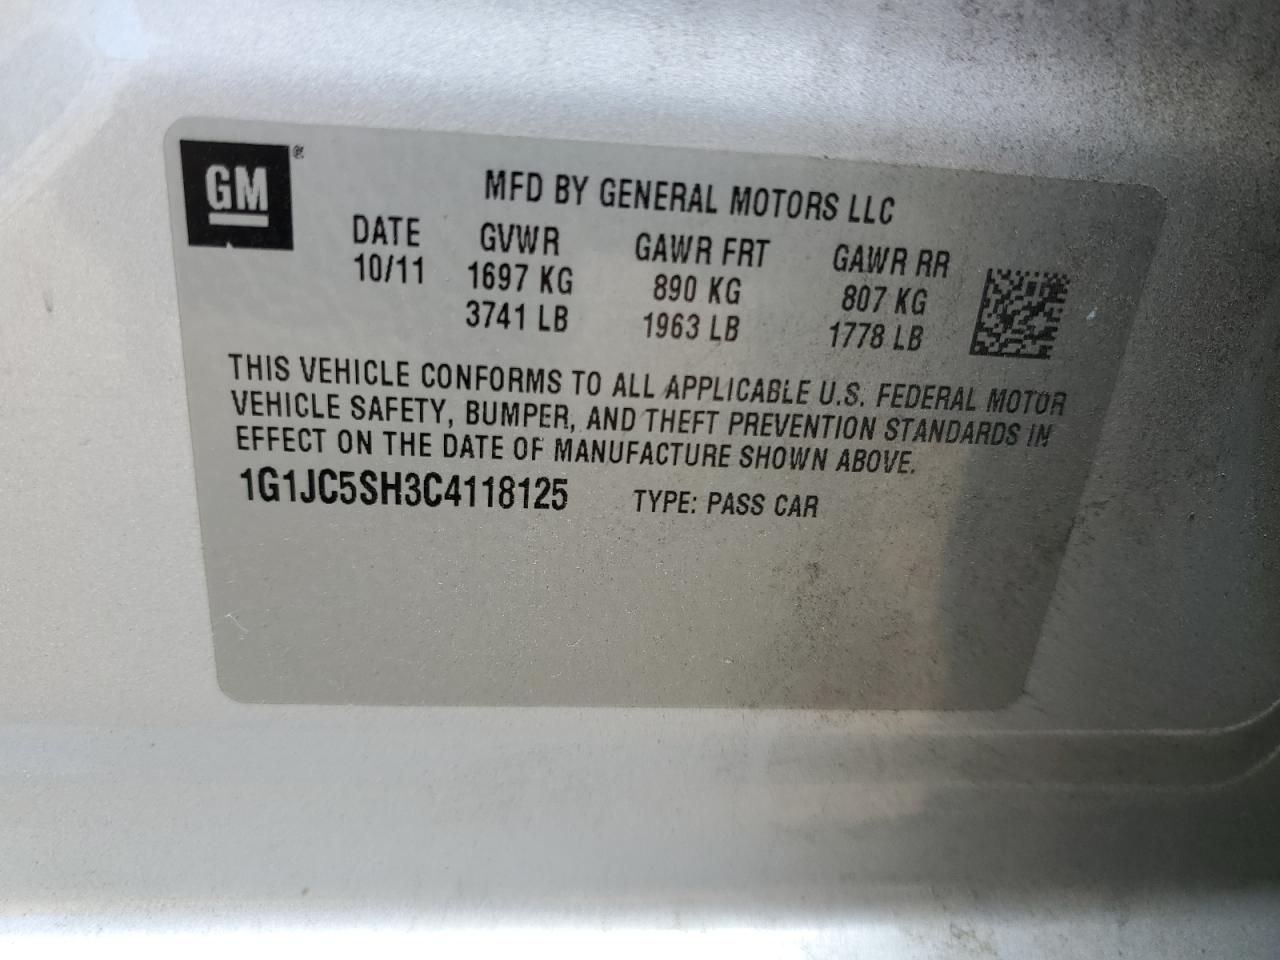 GM®
MFD BY GENERAL MOTORS LLC
DATE GVWR GAWR FRT GAWR RR
10/11 1697 KG 890 KG 807 KG
3741 LB 1963 LB 1778 LB
THIS VEHICLE CONFORMS TO ALL APPLICABLE U.S. FEDERAL MOTOR
VEHICLE SAFETY, BUMPER, AND THEFT PREVENTION STANDARDS IN
EFFECT ON THE DATE OF MANUFACTURE SHOWN ABOVE.
1G1JC5SH3C4118125 TYPE: PASS CAR